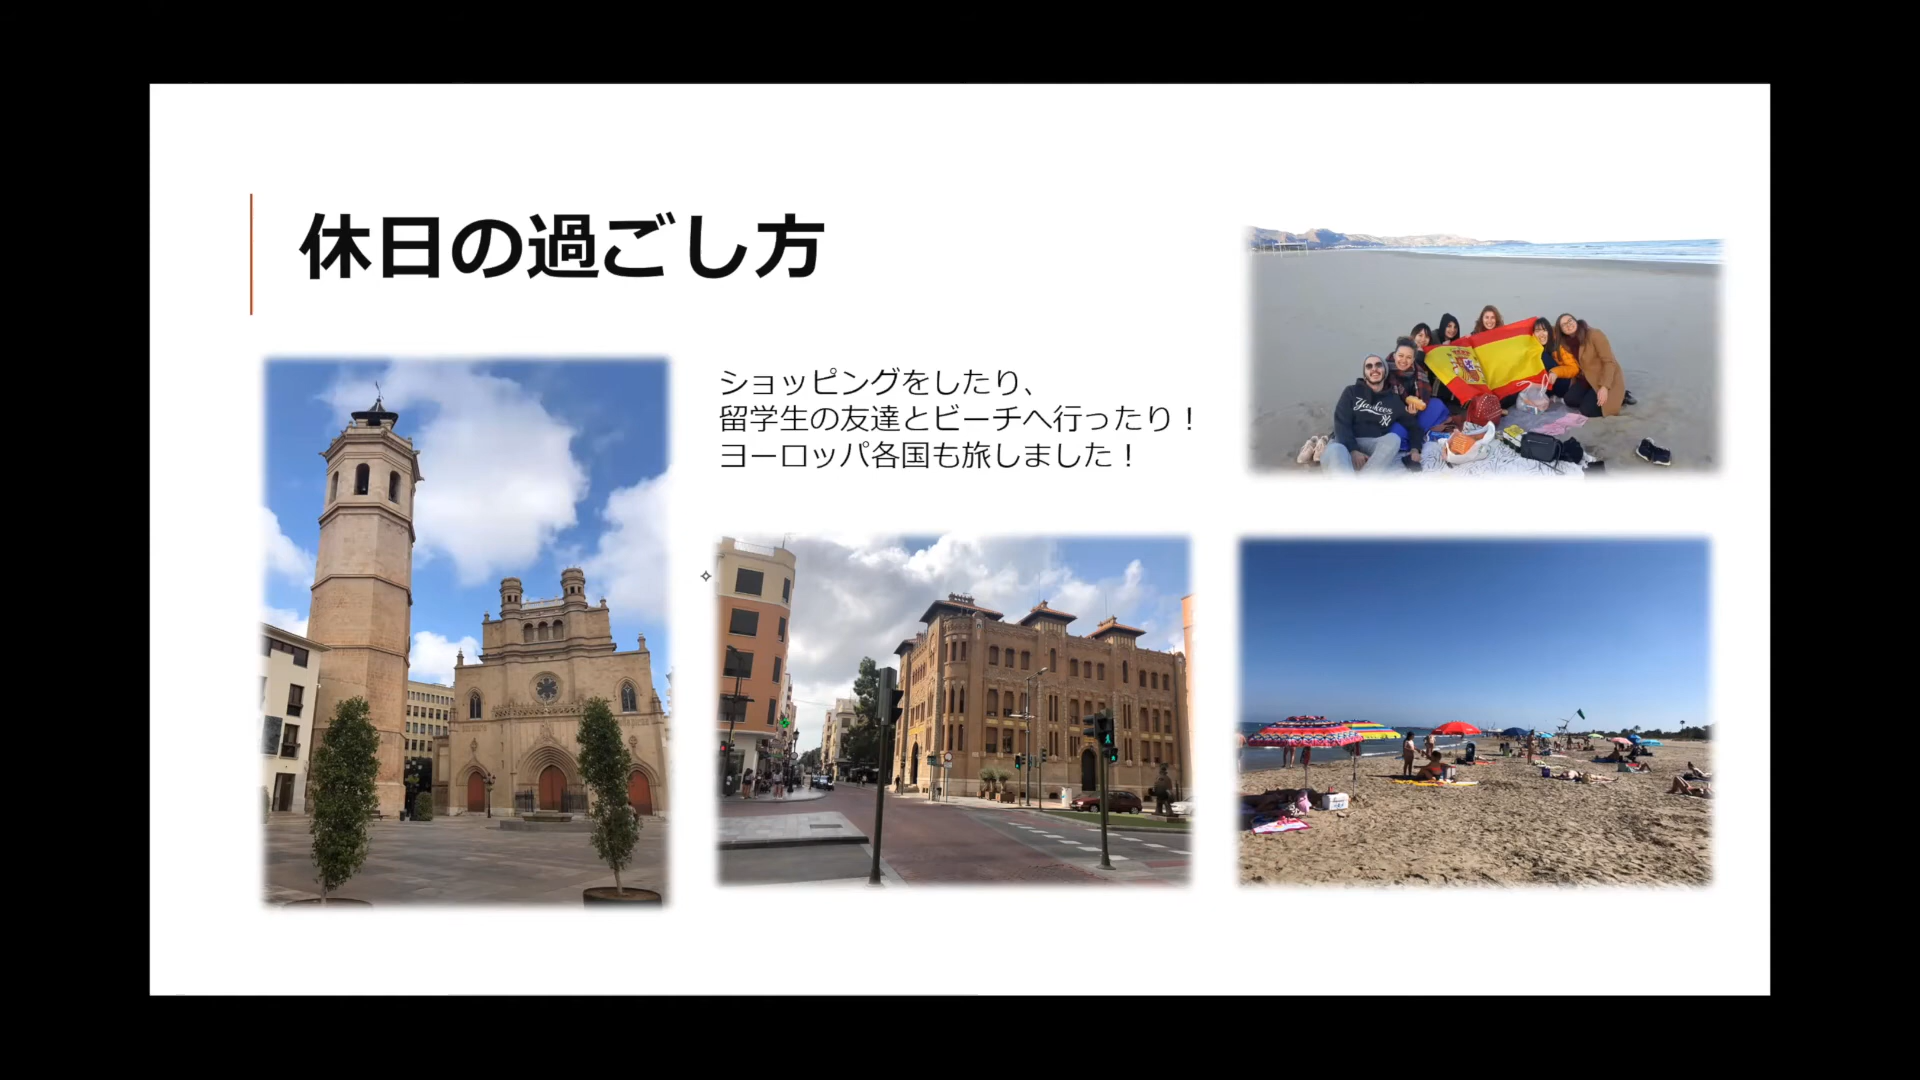 休日の過ごし方
ショッピングをしたり、
留学生の友達とビーチへ行ったり！
ヨーロッパ各国も旅しました！
Yankees